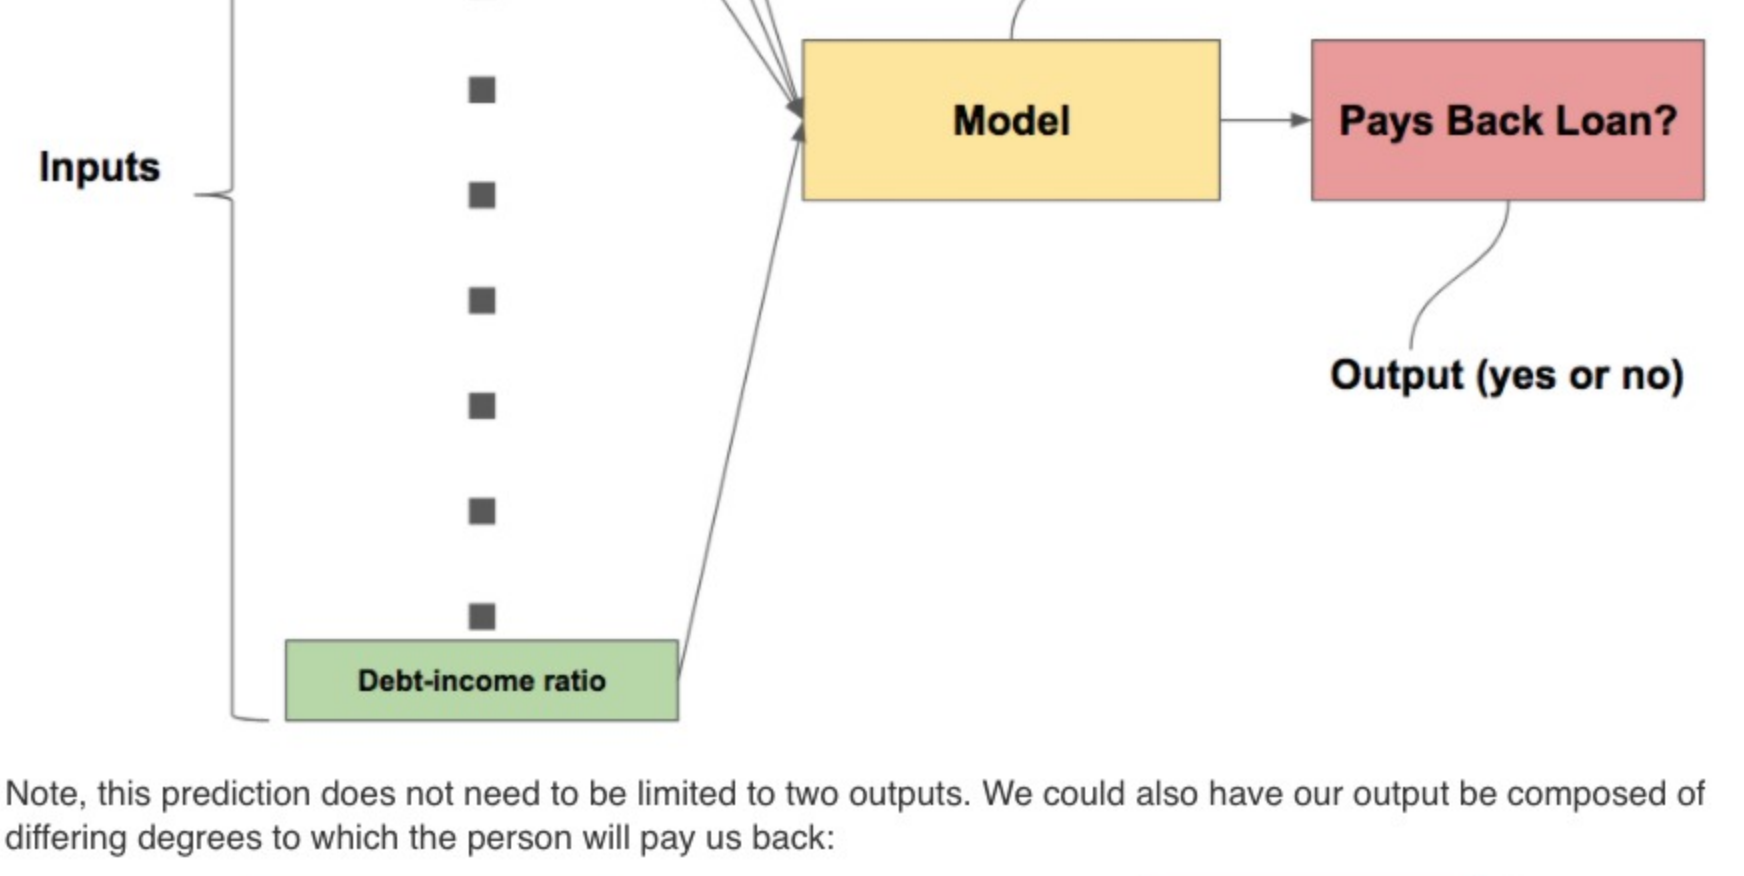 Inputs
Model
Pays Back Loan?
Output (yes or no)
Debt-income ratio
Note, this prediction does not need to be limited to two outputs. We could also have our output be composed of
differing degrees to which the person will pay us back: